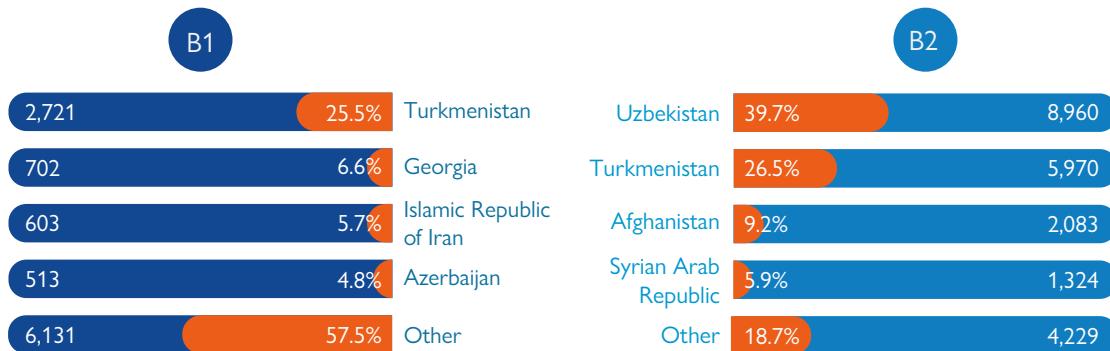 B1
2,721 25.5% Turkmenistan
702 6.6% Georgia
603 5.7% Islamic Republic
of Iran
513 4.8% Azerbaijan
6,131 57.5% Other
B2
Uzbekistan 39.7% 8,960
Turkmenistan 26.5% 5,970
Afghanistan 9.2% 2,083
Syrian Arab
Republic 5.9% 1,324
Other 18.7% 4,229